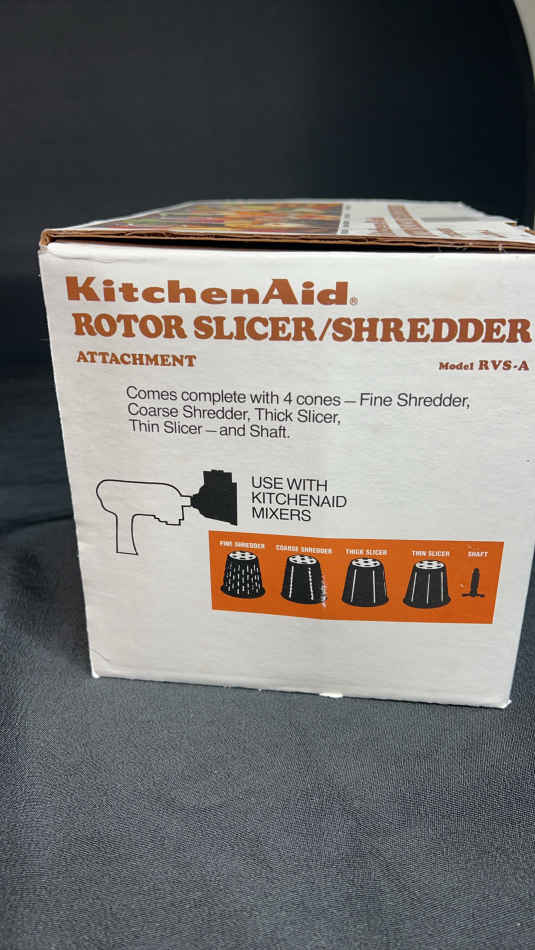 KitchenAid®
ROTOR SLICER/SHREDDER
ATTACHMENT
Model RVS-A
Comes complete with 4 cones — Fine Shredder,
Coarse Shredder, Thick Slicer,
Thin Slicer — and Shaft.
USE WITH
KITCHENAID
MIXERS
FINE SHREDDER COARSE SHREDDER THICK SLICER THIN SLICER SHAFT